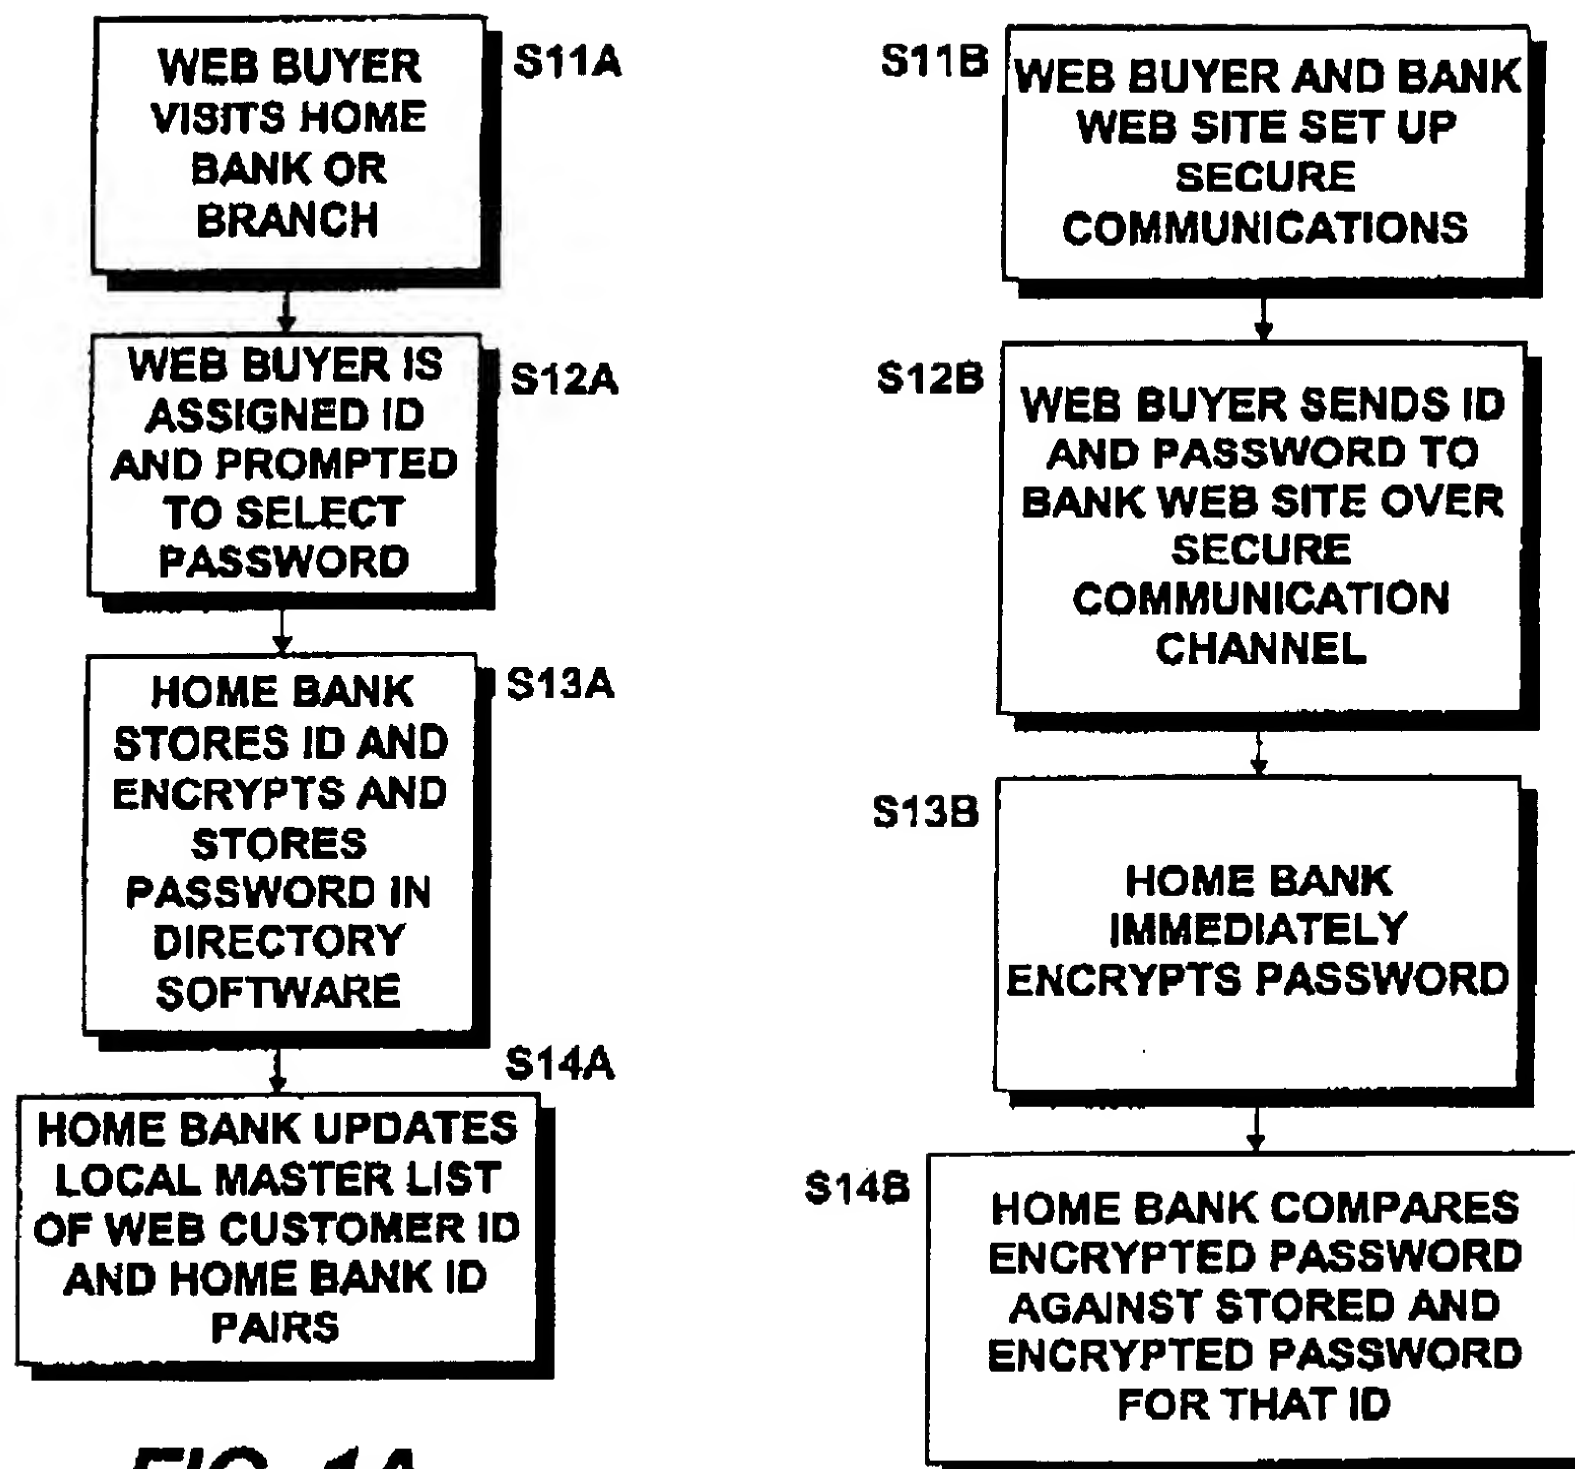 WEB BUYER
VISITS HOME
BANK OR
BRANCH
S11A
WEB BUYER IS
ASSIGNED ID
AND PROMPTED
TO SELECT
PASSWORD
S12A
HOME BANK
STORES ID AND
ENCRYPTS AND
STORES
PASSWORD IN
DIRECTORY
SOFTWARE
S13A
S14A
HOME BANK UPDATES
LOCAL MASTER LIST
OF WEB CUSTOMER ID
AND HOME BANK ID
PAIRS
FIG. 1A
S11B
WEB BUYER AND BANK
WEB SITE SET UP
SECURE
COMMUNICATIONS
S12B
WEB BUYER SENDS ID
AND PASSWORD TO
BANK WEB SITE OVER
SECURE
COMMUNICATION
CHANNEL
S13B
HOME BANK
IMMEDIATELY
ENCRYPTS PASSWORD
S14B
HOME BANK COMPARES
ENCRYPTED PASSWORD
AGAINST STORED AND
ENCRYPTED PASSWORD
FOR THAT ID